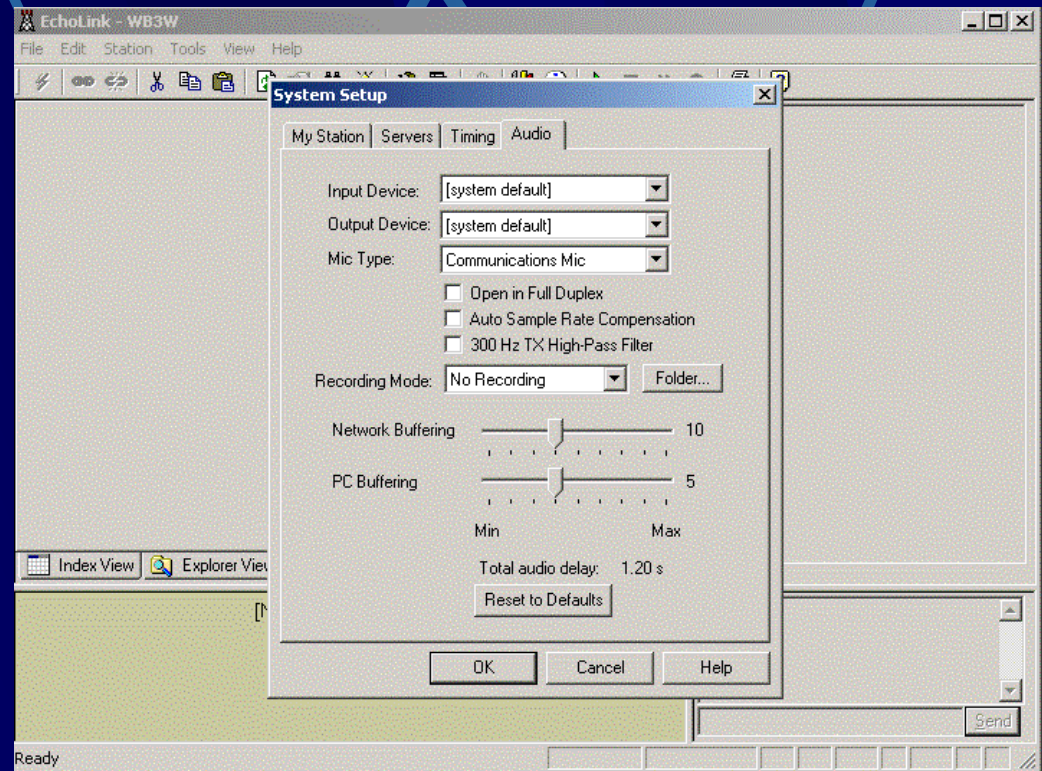 EchoLink - WB3W
File Edit Station Tools View Help
System Setup
My Station Servers Timing Audio
Input Device: [system default]
Output Device: [system default]
Mic Type: Communications Mic
Open in Full Duplex
Auto Sample Rate Compensation
300 Hz TX High-Pass Filter
Recording Mode: No Recording Folder...
Network Buffering 10
PC Buffering 5
Min Max
Total audio delay: 1.20 s
Reset to Defaults
OK Cancel Help
Index View Explorer View
Send
Ready